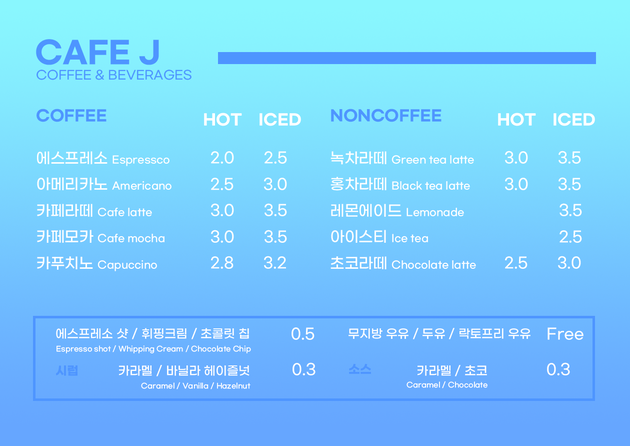 CAFE J
COFFEE & BEVERAGES
COFFEE HOT ICED
에스프레소 Espressco 2.0 2.5
아메리카노 Americano 2.5 3.0
카페라떼 Cafe latte 3.0 3.5
카페모카 Cafe mocha 3.0 3.5
카푸치노 Capuccino 2.8 3.2
NONCOFFEE HOT ICED
녹차라떼 Green tea latte 3.0 3.5
홍차라떼 Black tea latte 3.0 3.5
레몬에이드 Lemonade 3.5
아이스티 Ice tea 2.5
초코라떼 Chocolate latte 2.5 3.0
에스프레소 샷 / 휘핑크림 / 초콜릿 칩 0.5
Espresso shot / Whipping Cream / Chocolate Chip
시럽 카라멜 / 바닐라 헤이즐넛 0.3
Caramel / Vanilla / Hazelnut
무지방 우유 / 두유 / 락토프리 우유 Free
소스 카라멜 / 초코 0.3
Caramel / Chocolate